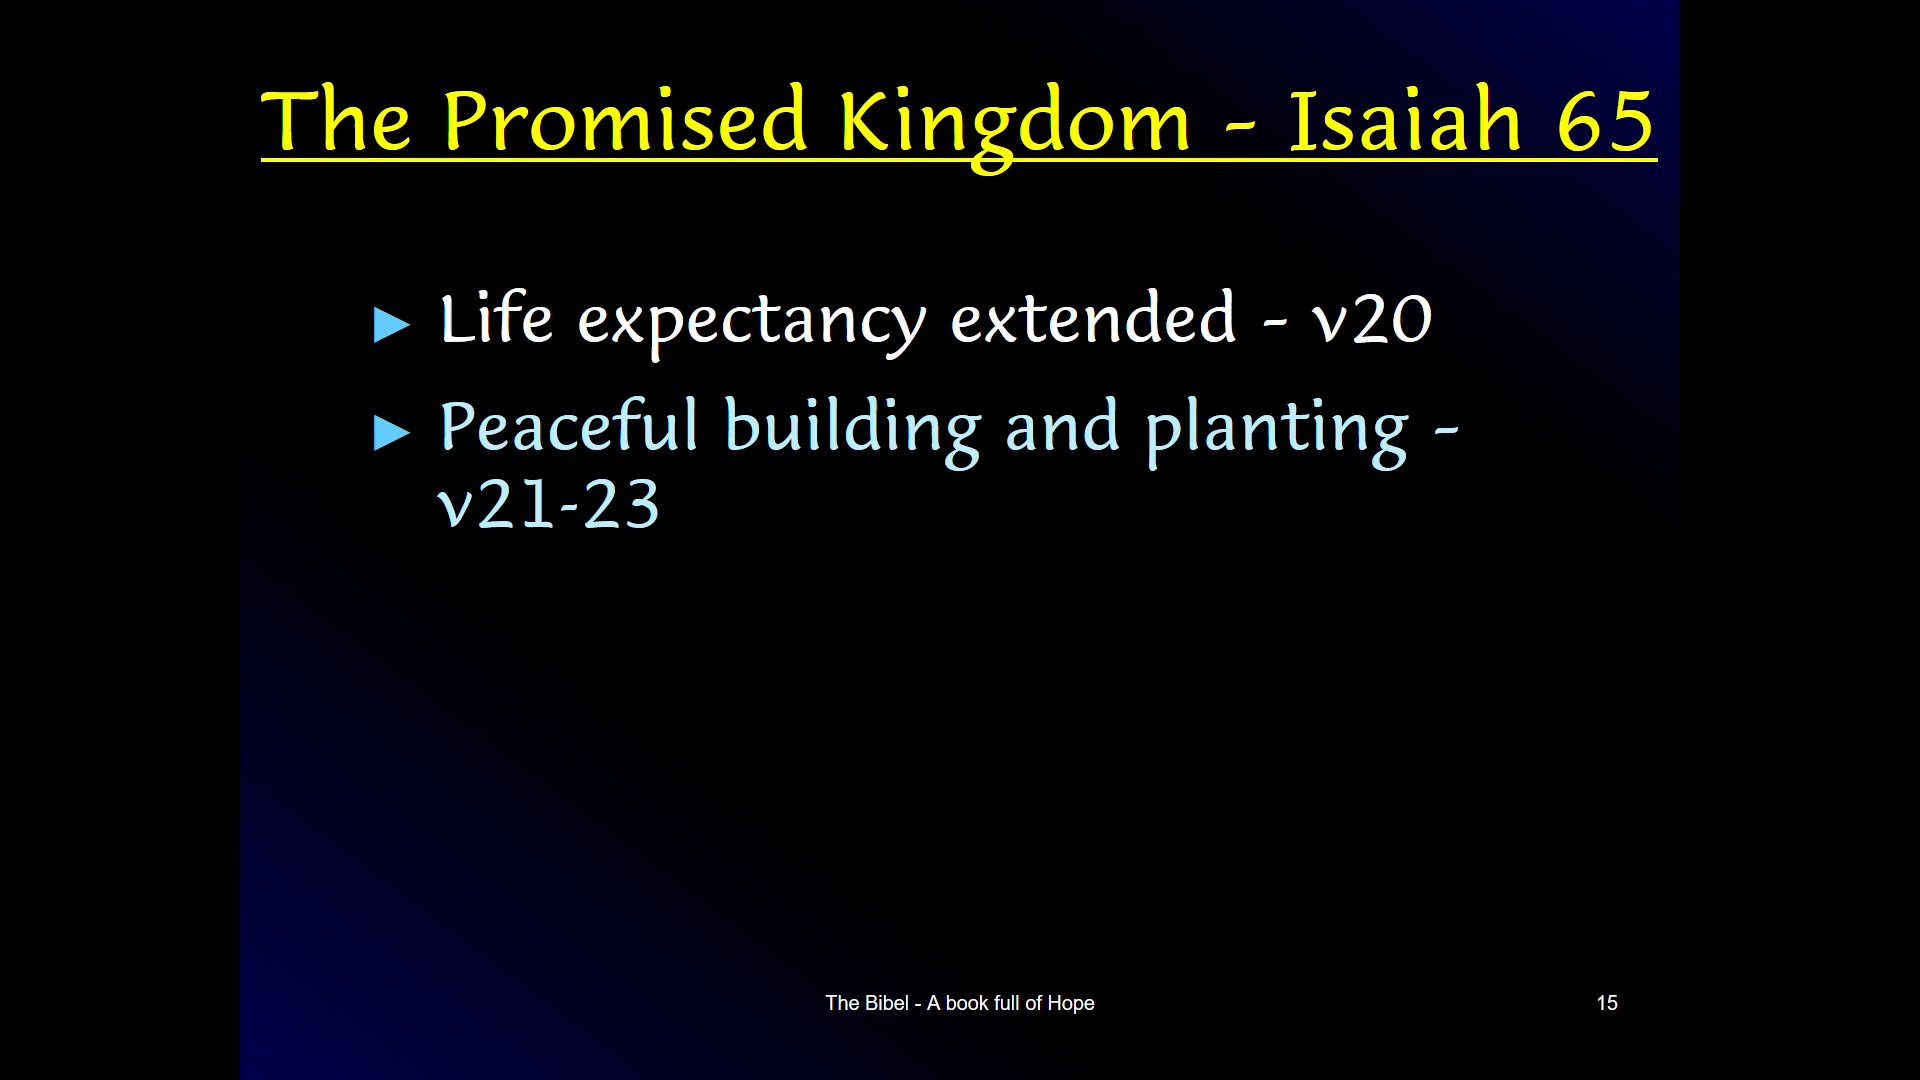 The Promised Kingdom - Isaiah 65
► Life expectancy extended - v20
► Peaceful building and planting -
v21-23
The Bibel - A book full of Hope
15